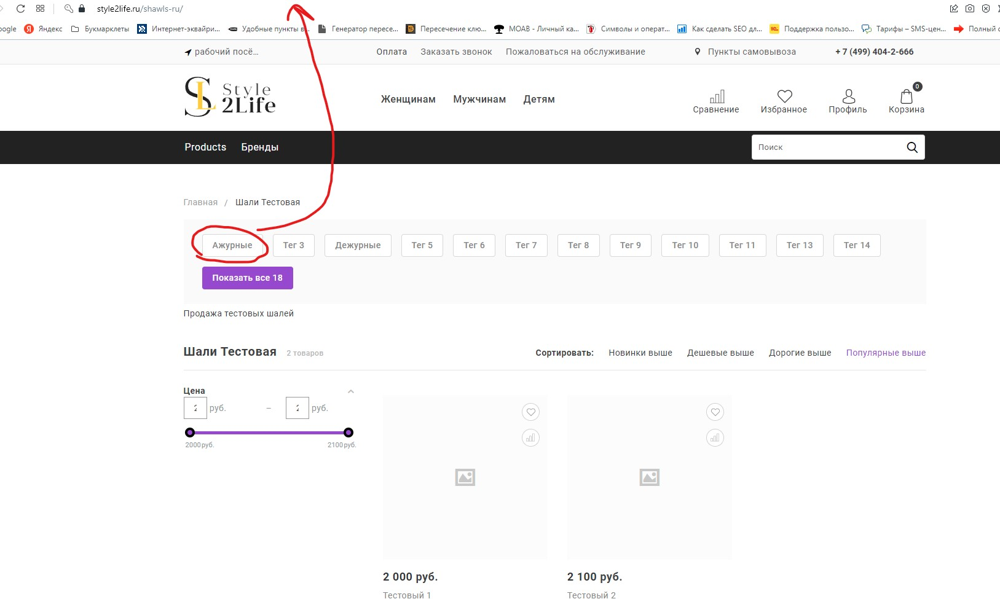 style2life.ru/shawls-ru/
oogle Яндекс Букмарклеты Интернет-эквайри... Удобные пункты в... Генератор пересе... Пересечение клю... МОАВ - Личный ка... Символы и операт... Как сделать SEO дл... Поддержка пользо... Тарифы – SMS-цен... Полный с
рабочий посё... Оплата Заказать звонок Пожаловаться на обслуживание Пункты самовывоза + 7 (499) 404-2-666
SL Style 2Life Женщинам Мужчинам Детям Сравнение Избранное Профиль 0 Корзина
Products Бренды Поиск
Главная / Шали Тестовая
Ажурные Тег 3 Дежурные Тег 5 Тег 6 Тег 7 Тег 8 Тег 9 Тег 10 Тег 11 Тег 13 Тег 14
Показать все 18
Продажа тестовых шалей
Шали Тестовая 2 товаров Сортировать: Новинки выше Дешевые выше Дорогие выше Популярные выше
Цена
2 руб. – 2 руб.
2000 руб. 2100 руб.
2 000 руб. 2 100 руб.
Тестовый 1 Тестовый 2